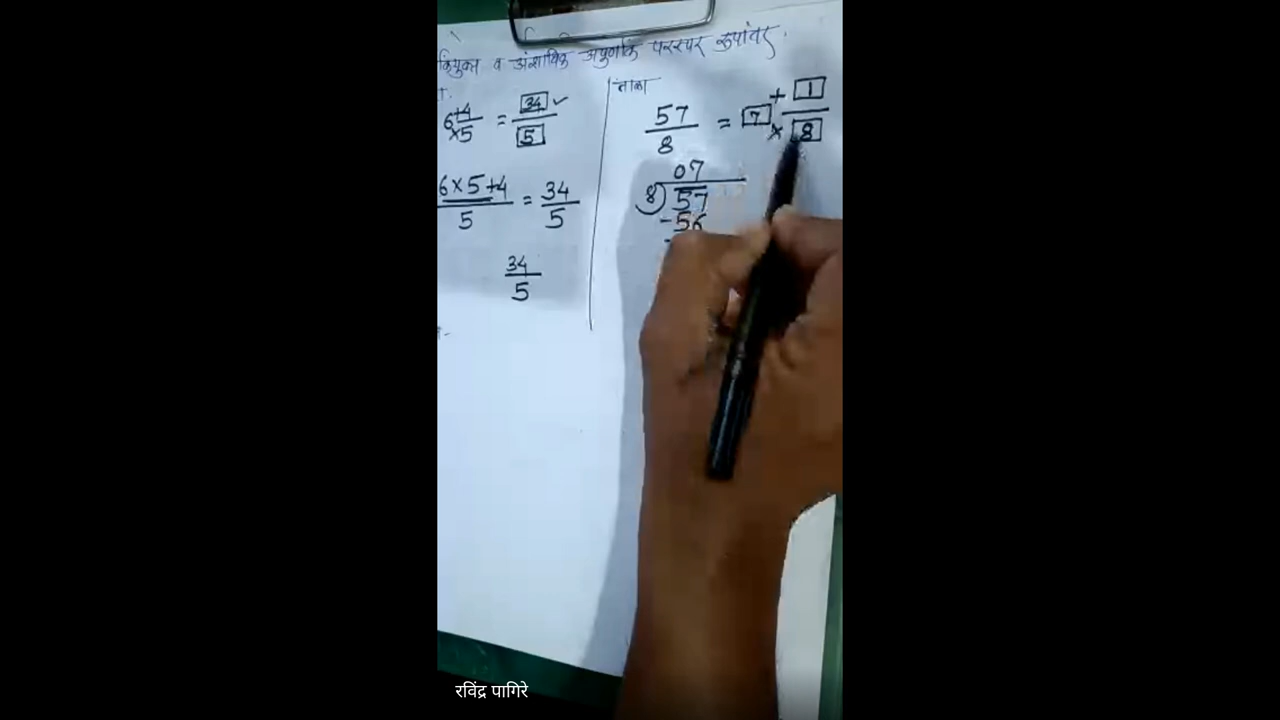 व अंशाधिक अपूर्णांक परस्पर रूपांतर.
6 +4/×5 = 34/5 ✓
6×5+4/5 = 34/5
34/5
57/8 = 7 + 1/× 8
07
8) 57
-56
रविंद्र पागिरे